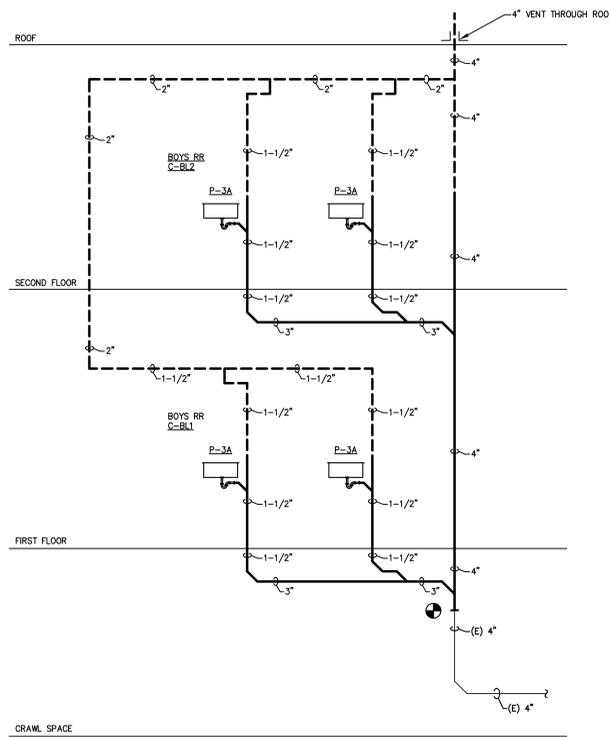 4" VENT THROUGH ROO
ROOF
4"
2"
2"
2"
4"
2"
1-1/2"
1-1/2"
BOYS RR
C-BL2
P-3A
P-3A
1-1/2"
1-1/2"
4"
SECOND FLOOR
1-1/2"
1-1/2"
3"
3"
2"
1-1/2"
1-1/2"
BOYS RR
C-BL1
1-1/2"
1-1/2"
P-3A
P-3A
4"
1-1/2"
1-1/2"
FIRST FLOOR
1-1/2"
1-1/2"
4"
3"
3"
(E) 4"
(E) 4"
CRAWL SPACE